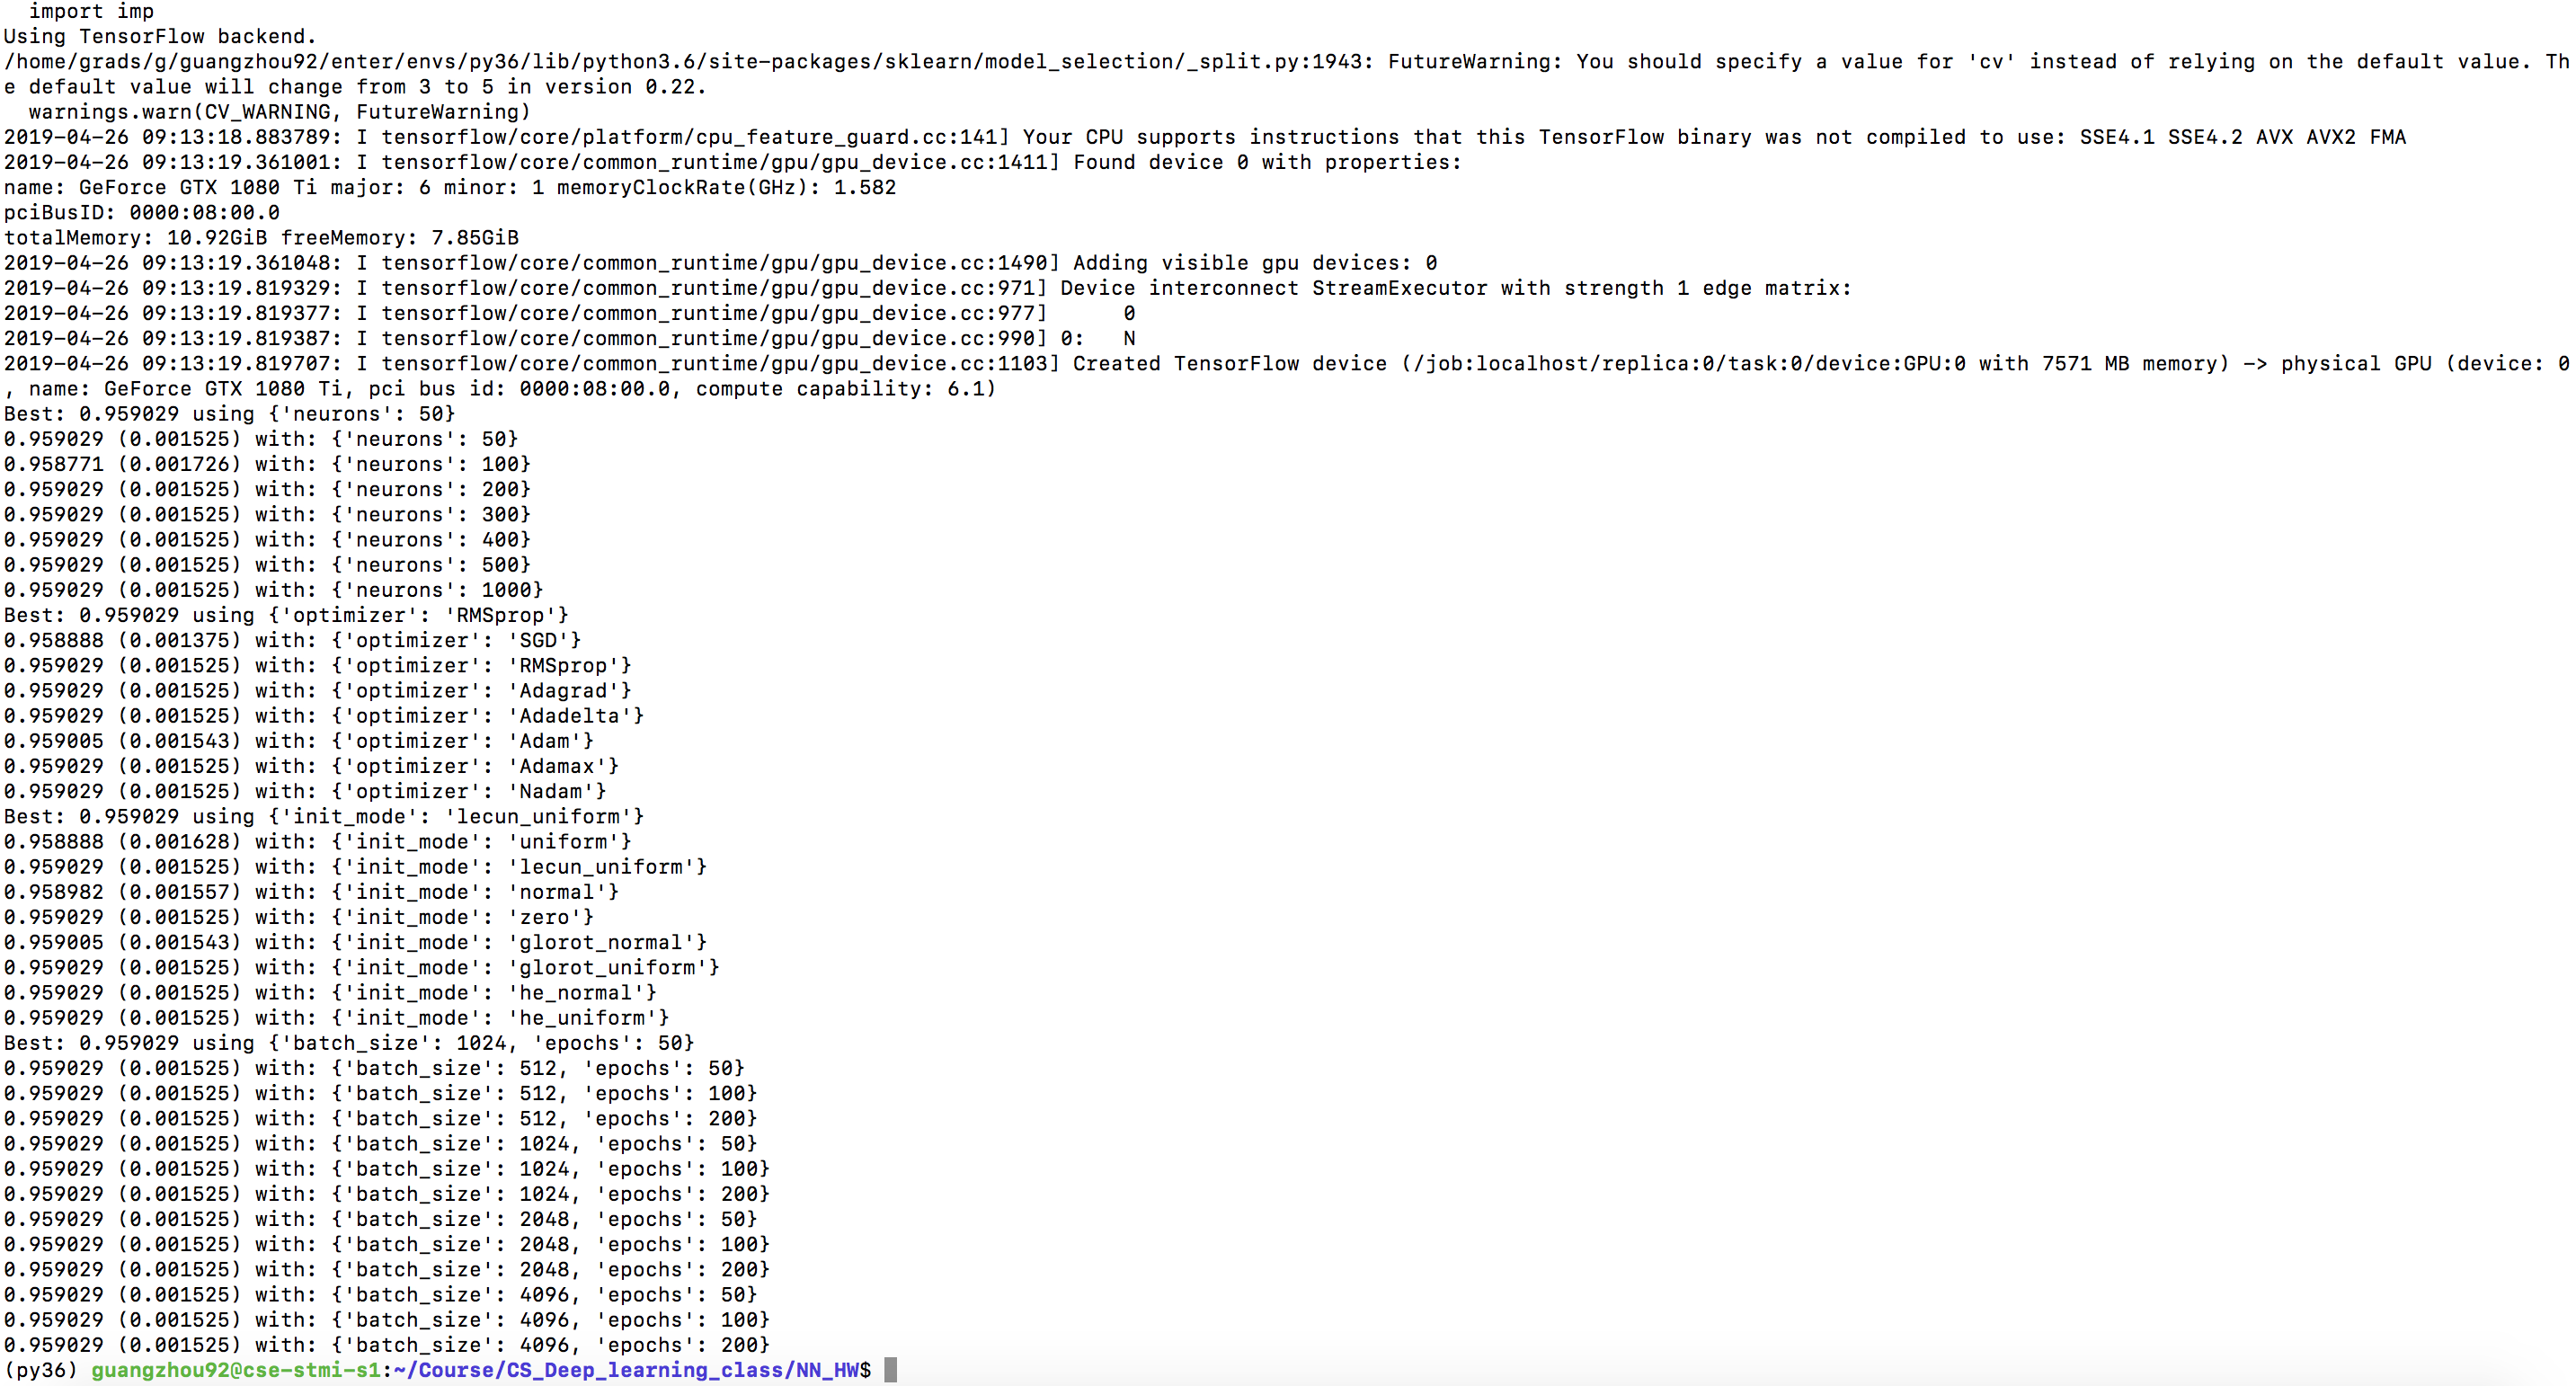 import imp
Using TensorFlow backend.
/home/grads/g/guangzhou92/enter/envs/py36/lib/python3.6/site-packages/sklearn/model_selection/_split.py:1943: FutureWarning: You should specify a value for 'cv' instead of relying on the default value. Th
e default value will change from 3 to 5 in version 0.22.
  warnings.warn(CV_WARNING, FutureWarning)
2019-04-26 09:13:18.883789: I tensorflow/core/platform/cpu_feature_guard.cc:141] Your CPU supports instructions that this TensorFlow binary was not compiled to use: SSE4.1 SSE4.2 AVX AVX2 FMA
2019-04-26 09:13:19.361001: I tensorflow/core/common_runtime/gpu/gpu_device.cc:1411] Found device 0 with properties:
name: GeForce GTX 1080 Ti major: 6 minor: 1 memoryClockRate(GHz): 1.582
pciBusID: 0000:08:00.0
totalMemory: 10.92GiB freeMemory: 7.85GiB
2019-04-26 09:13:19.361048: I tensorflow/core/common_runtime/gpu/gpu_device.cc:1490] Adding visible gpu devices: 0
2019-04-26 09:13:19.819329: I tensorflow/core/common_runtime/gpu/gpu_device.cc:971] Device interconnect StreamExecutor with strength 1 edge matrix:
2019-04-26 09:13:19.819377: I tensorflow/core/common_runtime/gpu/gpu_device.cc:977]      0
2019-04-26 09:13:19.819387: I tensorflow/core/common_runtime/gpu/gpu_device.cc:990] 0:   N
2019-04-26 09:13:19.819707: I tensorflow/core/common_runtime/gpu/gpu_device.cc:1103] Created TensorFlow device (/job:localhost/replica:0/task:0/device:GPU:0 with 7571 MB memory) -> physical GPU (device: 0
, name: GeForce GTX 1080 Ti, pci bus id: 0000:08:00.0, compute capability: 6.1)
Best: 0.959029 using {'neurons': 50}
0.959029 (0.001525) with: {'neurons': 50}
0.958771 (0.001726) with: {'neurons': 100}
0.959029 (0.001525) with: {'neurons': 200}
0.959029 (0.001525) with: {'neurons': 300}
0.959029 (0.001525) with: {'neurons': 400}
0.959029 (0.001525) with: {'neurons': 500}
0.959029 (0.001525) with: {'neurons': 1000}
Best: 0.959029 using {'optimizer': 'RMSprop'}
0.958888 (0.001375) with: {'optimizer': 'SGD'}
0.959029 (0.001525) with: {'optimizer': 'RMSprop'}
0.959029 (0.001525) with: {'optimizer': 'Adagrad'}
0.959029 (0.001525) with: {'optimizer': 'Adadelta'}
0.959005 (0.001543) with: {'optimizer': 'Adam'}
0.959029 (0.001525) with: {'optimizer': 'Adamax'}
0.959029 (0.001525) with: {'optimizer': 'Nadam'}
Best: 0.959029 using {'init_mode': 'lecun_uniform'}
0.958888 (0.001628) with: {'init_mode': 'uniform'}
0.959029 (0.001525) with: {'init_mode': 'lecun_uniform'}
0.958982 (0.001557) with: {'init_mode': 'normal'}
0.959029 (0.001525) with: {'init_mode': 'zero'}
0.959005 (0.001543) with: {'init_mode': 'glorot_normal'}
0.959029 (0.001525) with: {'init_mode': 'glorot_uniform'}
0.959029 (0.001525) with: {'init_mode': 'he_normal'}
0.959029 (0.001525) with: {'init_mode': 'he_uniform'}
Best: 0.959029 using {'batch_size': 1024, 'epochs': 50}
0.959029 (0.001525) with: {'batch_size': 512, 'epochs': 50}
0.959029 (0.001525) with: {'batch_size': 512, 'epochs': 100}
0.959029 (0.001525) with: {'batch_size': 512, 'epochs': 200}
0.959029 (0.001525) with: {'batch_size': 1024, 'epochs': 50}
0.959029 (0.001525) with: {'batch_size': 1024, 'epochs': 100}
0.959029 (0.001525) with: {'batch_size': 1024, 'epochs': 200}
0.959029 (0.001525) with: {'batch_size': 2048, 'epochs': 50}
0.959029 (0.001525) with: {'batch_size': 2048, 'epochs': 100}
0.959029 (0.001525) with: {'batch_size': 2048, 'epochs': 200}
0.959029 (0.001525) with: {'batch_size': 4096, 'epochs': 50}
0.959029 (0.001525) with: {'batch_size': 4096, 'epochs': 100}
0.959029 (0.001525) with: {'batch_size': 4096, 'epochs': 200}
(py36) guangzhou92@cse-stmi-s1:~/Course/CS_Deep_learning_class/NN_HW$